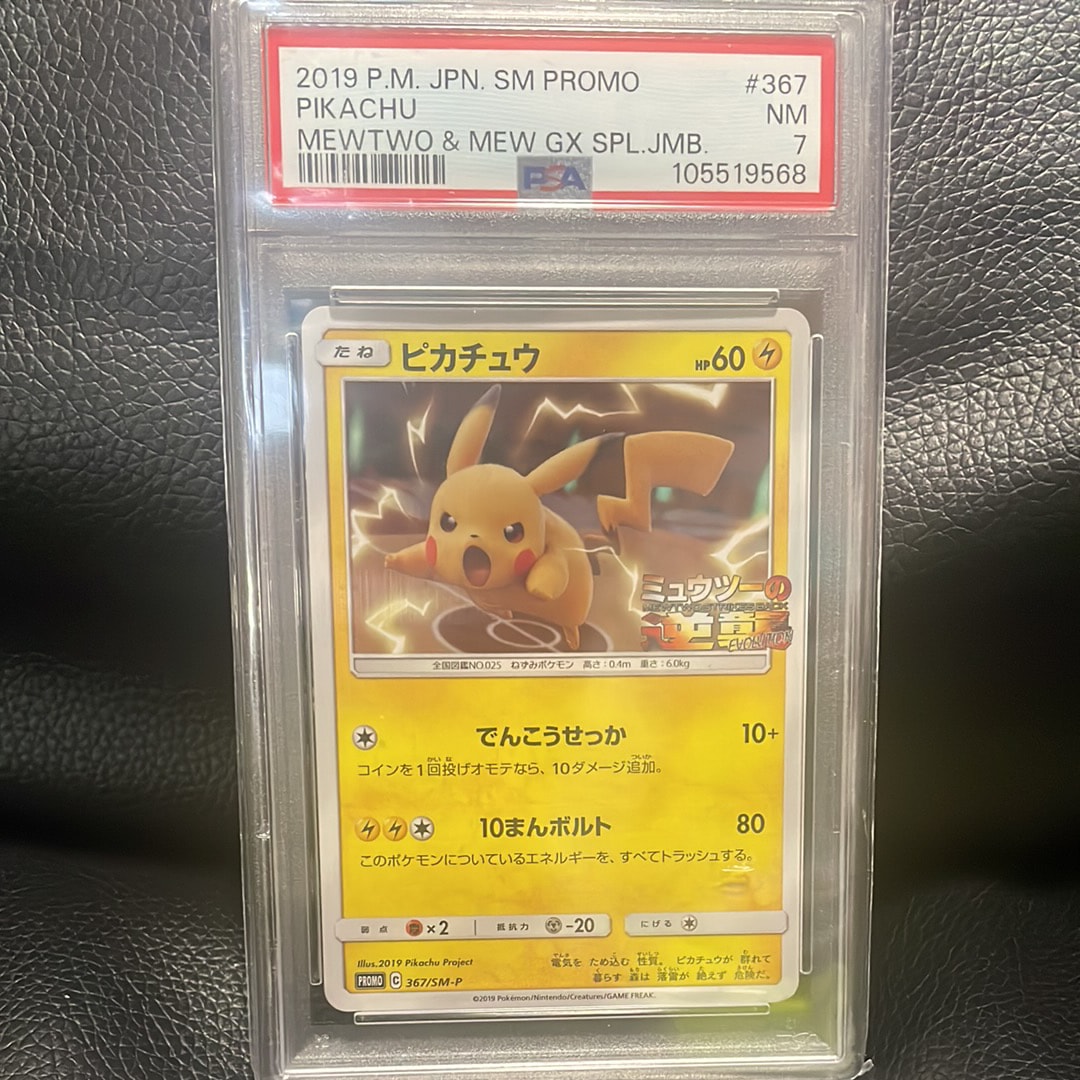 2019 P.M. JPN. SM PROMO #367
PIKACHU NM
MEWTWO & MEW GX SPL.JMB. 7
PSA 105519568
たね ピカチュウ HP60
ミュウツーの
MEWTWO STRIKES BACK
逆襲
EVOLUTION
全国図鑑NO.025 ねずみポケモン 高さ:0.4m 重さ:6.0kg
でんこうせっか 10+
コインを1回投げオモテなら、10ダメージ追加。
10まんボルト 80
このポケモンについているエネルギーを、すべてトラッシュする。
弱点 ×2 抵抗力 -20 にげる
Illus.2019 Pikachu Project
電気を ため込む 性質。 ピカチュウが 群れて
暮らす 森は 落雷が 絶えず 危険だ。
PROMO C 367/SM-P
©2019 Pokémon/Nintendo/Creatures/GAME FREAK.